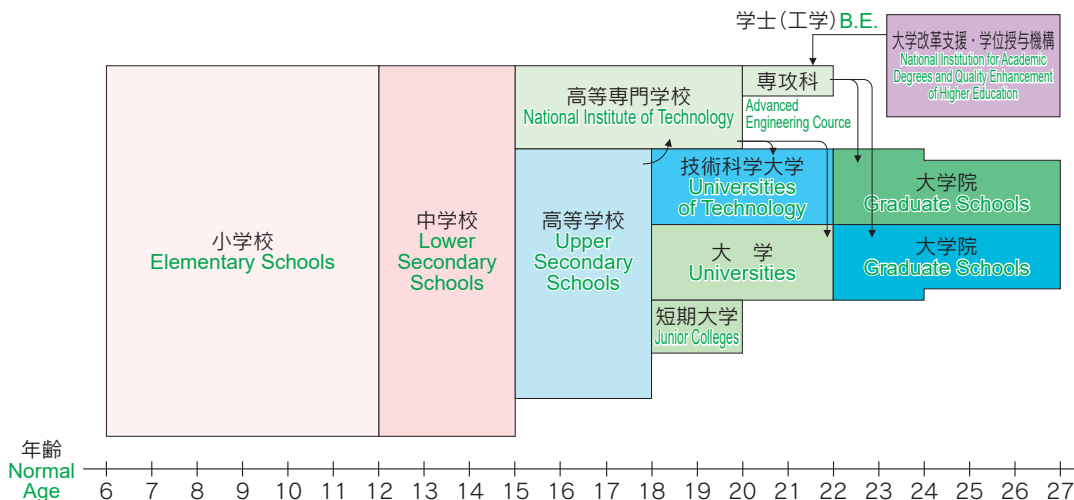 学士(工学) B.E.
大学改革支援・学位授与機構
National Institution for Academic
Degrees and Quality Enhancement
of Higher Education
高等専門学校
National Institute of Technology
専攻科
Advanced
Engineering Cource
小学校
Elementary Schools
中学校
Lower
Secondary
Schools
高等学校
Upper
Secondary
Schools
技術科学大学
Universities
of Technology
大学院
Graduate Schools
大 学
Universities
大学院
Graduate Schools
短期大学
Junior Colleges
年齢
Normal
Age
6 7 8 9 10 11 12 13 14 15 16 17 18 19 20 21 22 23 24 25 26 27